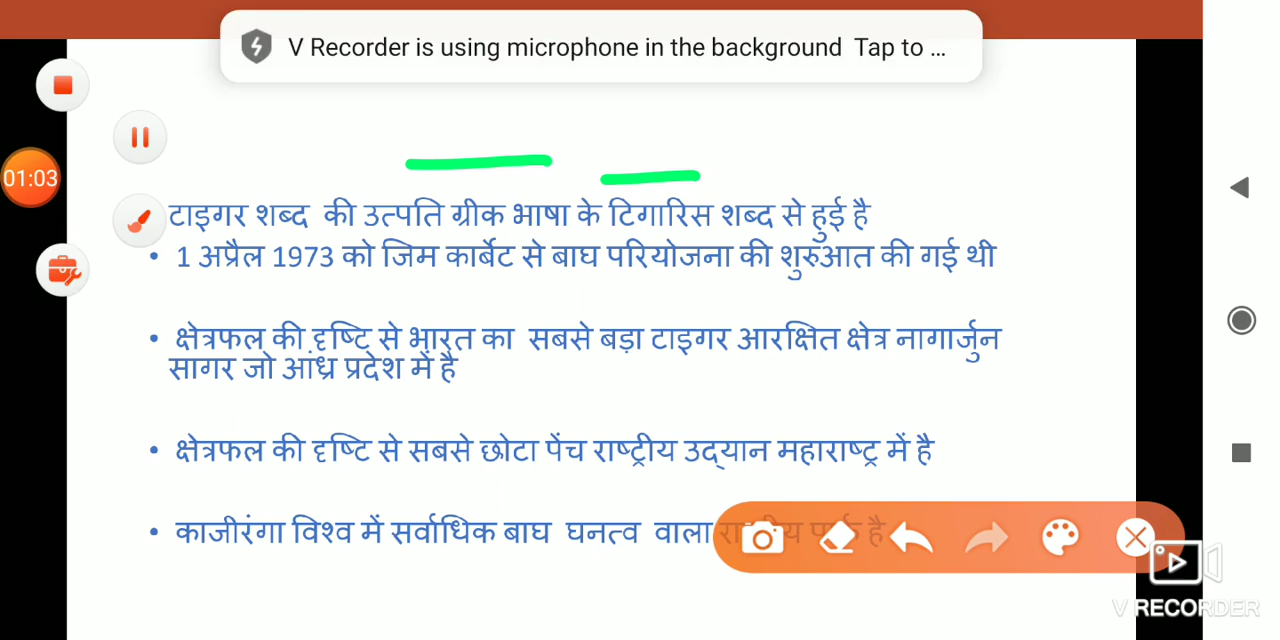 V Recorder is using microphone in the background Tap to ...
01:03
टाइगर शब्द की उत्पति ग्रीक भाषा के टिगारिस शब्द से हुई है
• 1 अप्रैल 1973 को जिम कार्बेट से बाघ परियोजना की शुरुआत की गई थी
• क्षेत्रफल की दृष्टि से भारत का सबसे बड़ा टाइगर आरक्षित क्षेत्र नागार्जुन
सागर जो आंध्र प्रदेश में है
• क्षेत्रफल की दृष्टि से सबसे छोटा पेंच राष्ट्रीय उद्यान महाराष्ट्र में है
• काजीरंगा विश्व में सर्वाधिक बाघ घनत्व वाला है
V RECORDER